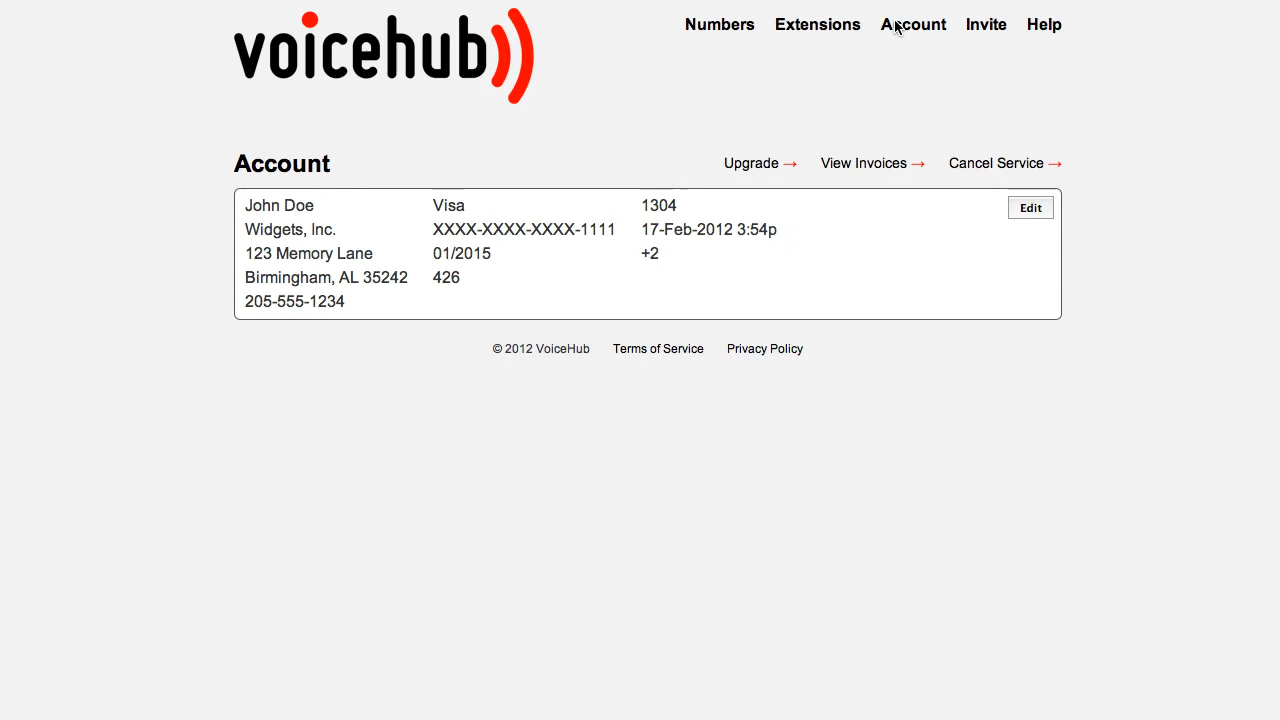 voicehub
Numbers Extensions Account Invite Help
Account Upgrade → View Invoices → Cancel Service →
John Doe Visa 1304 Edit
Widgets, Inc. XXXX-XXXX-XXXX-1111 17-Feb-2012 3:54p
123 Memory Lane 01/2015 +2
Birmingham, AL 35242 426
205-555-1234
© 2012 VoiceHub Terms of Service Privacy Policy